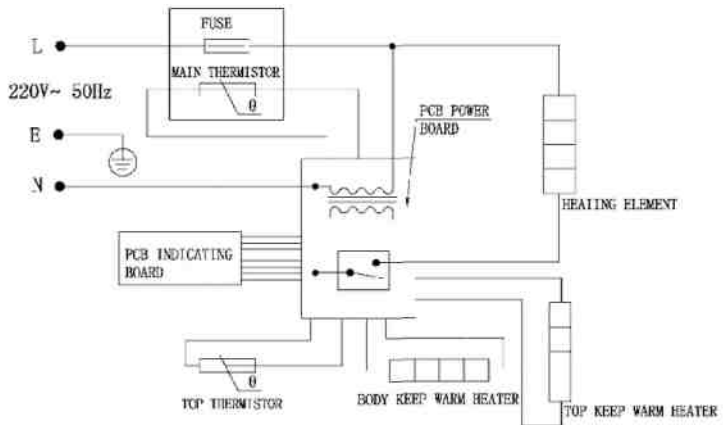 FUSE
L
MAIN THERMISTOR
θ
220V~ 50Hz
PCB POWER
BOARD
E
N
HEAIING ELEMENT
PCB INDICATING
BOARD
θ
TOP THERMISTOR
BODY KEEP WARM HEATER
TOP KEEP WARM HEATER